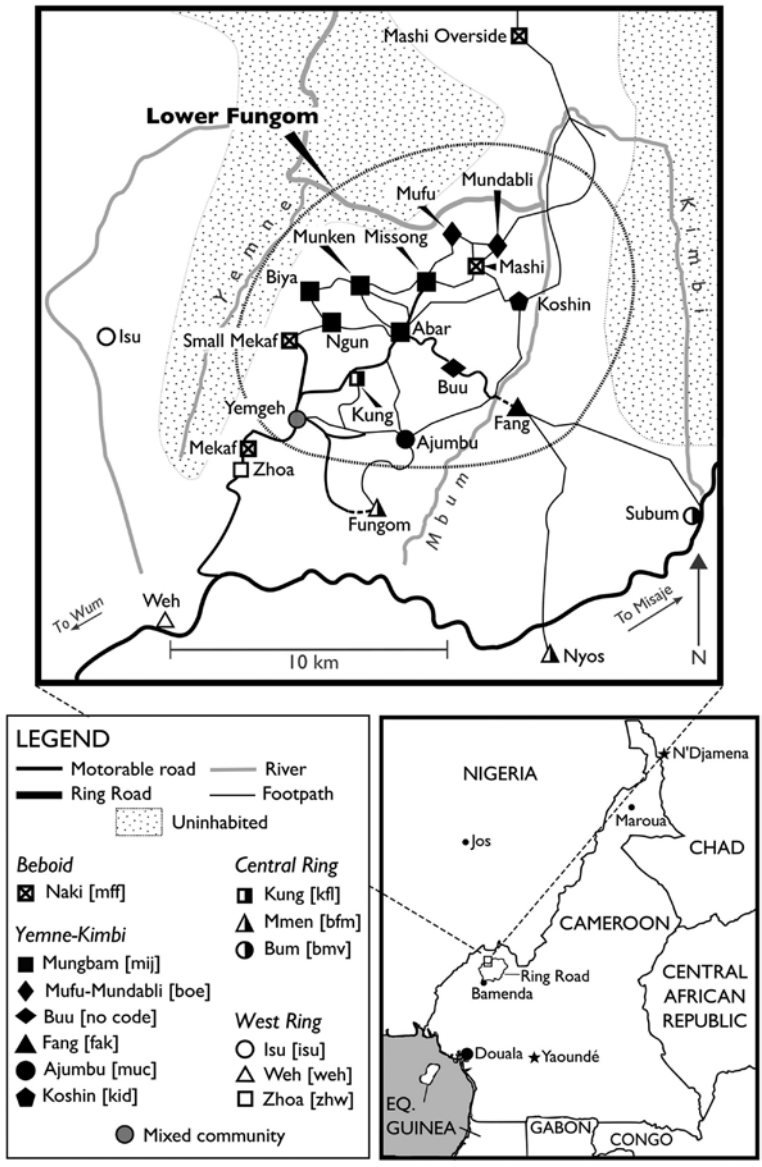 Mashi Overside
Lower Fungom
Mufu
Mundabli
Yemne
Kimbi
Munken
Missong
Biya
Mashi
Koshin
Isu
Small Mekaf
Ngun
Abar
Buu
Kung
Yemgeh
Fang
Mekaf
Ajumbu
Zhoa
Mbum
Fungom
Subum
Weh
To Wum
To Misaje
10 km
Nyos
N
LEGEND
Motorable road
River
Ring Road
Footpath
Uninhabited
Beboid
Naki [mff]
Yemne-Kimbi
Mungbam [mij]
Mufu-Mundabli [boe]
Buu [no code]
Fang [fak]
Ajumbu [muc]
Koshin [kid]
Central Ring
Kung [kfl]
Mmen [bfm]
Bum [bmv]
West Ring
Isu [isu]
Weh [weh]
Zhoa [zhw]
Mixed community
NIGERIA
N'Djamena
Maroua
Jos
CHAD
CAMEROON
Ring Road
Bamenda
CENTRAL
AFRICAN
REPUBLIC
Douala
Yaoundé
EQ.
GUINEA
GABON
CONGO